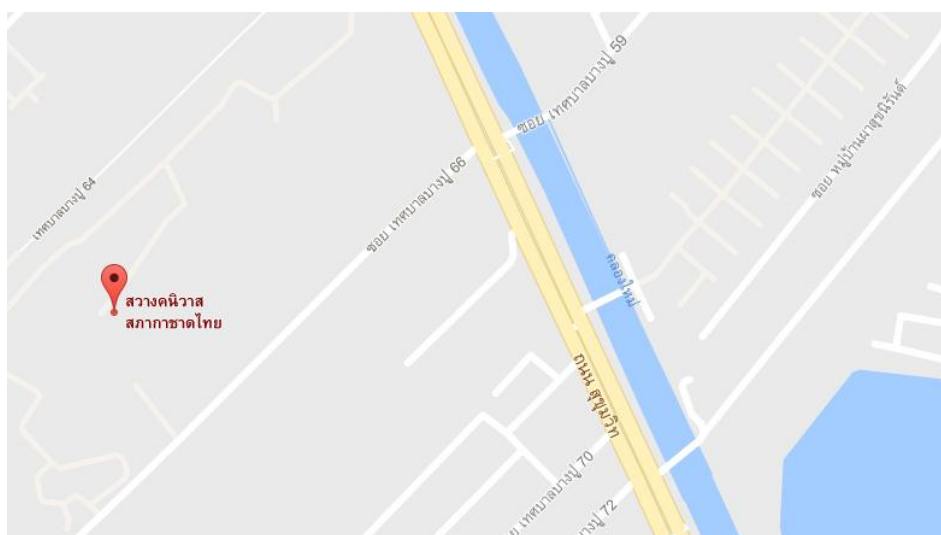 ซอย เทศบาลบางปู 59
ซอย เทศบาลบางปู 66
ซอย หมู่บ้านผาสุขนิรันต์
เทศบาลบางปู 64
คลองใหม่
สวางคนิวาส
สภากาชาดไทย
ถนน สุขุมวิท
เทศบาลบางปู 70
บางปู 72